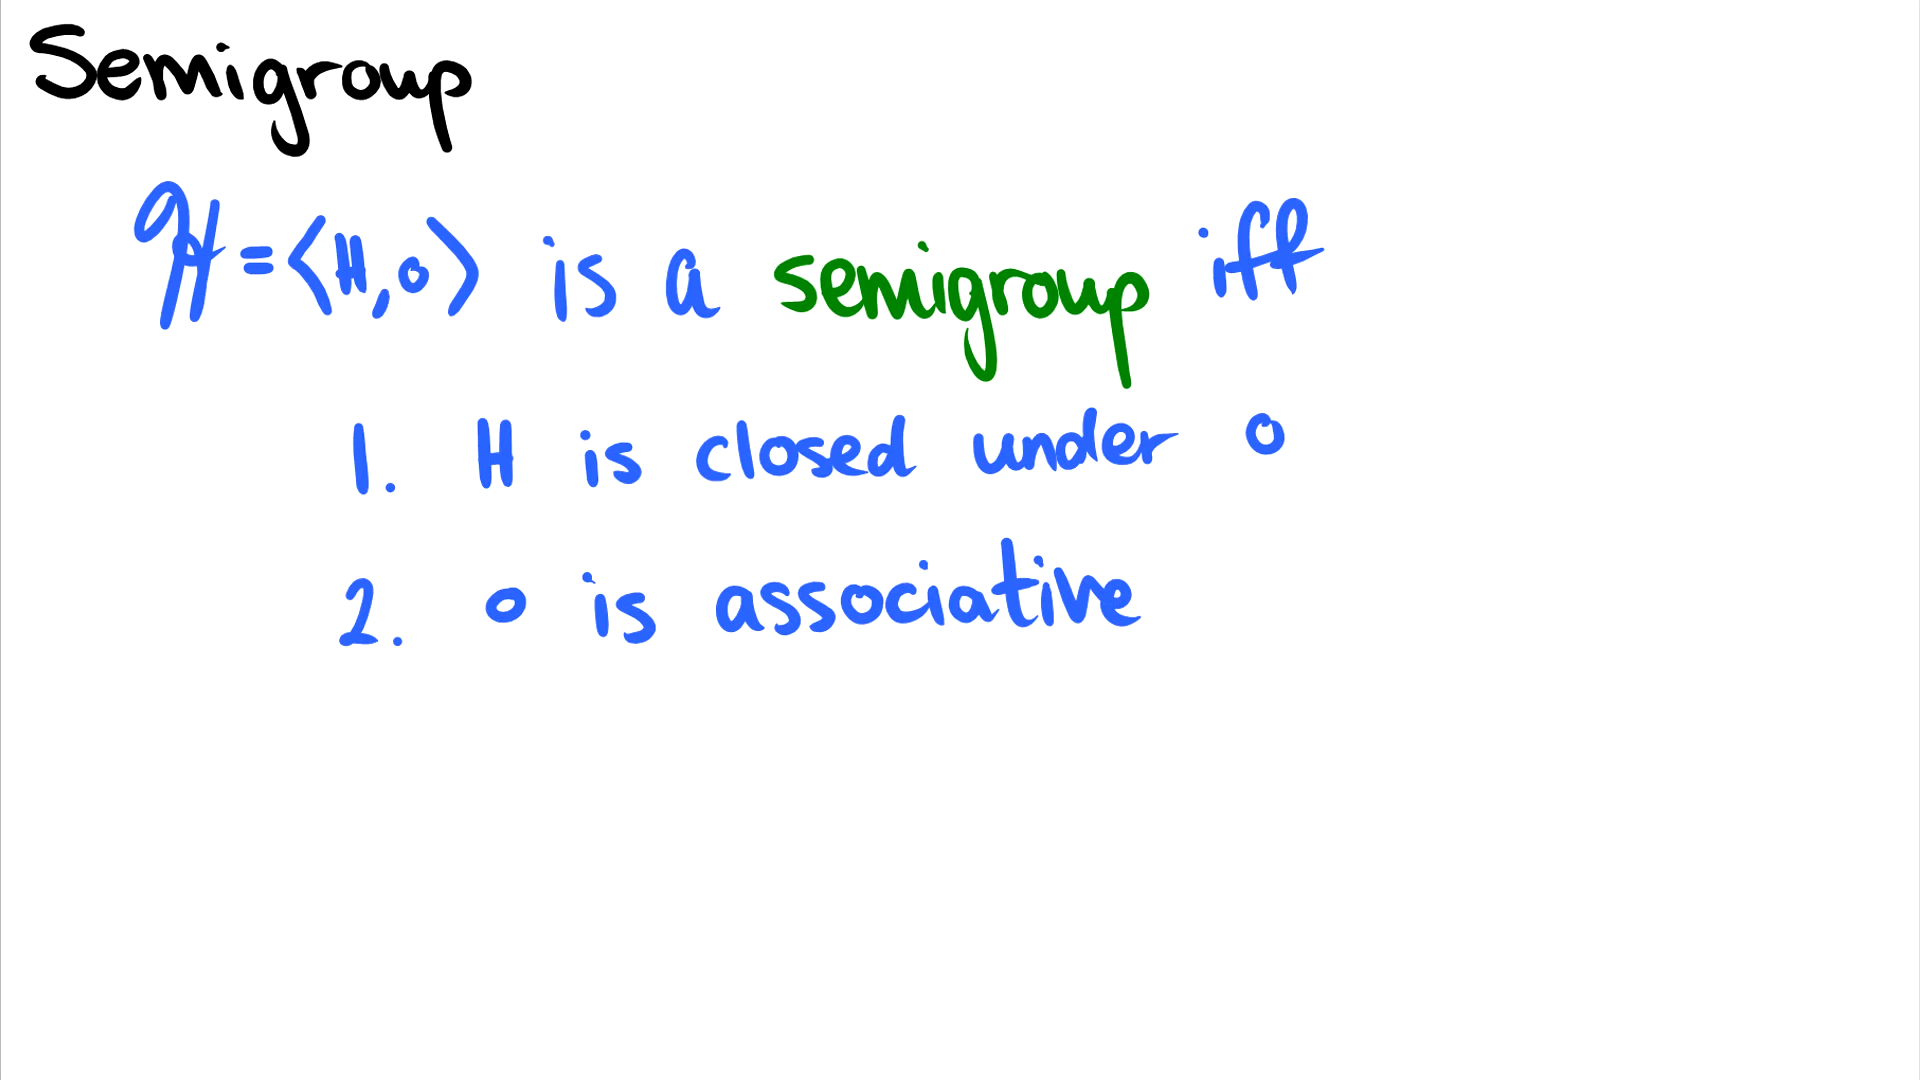 Semigroup
ℋ = ⟨H, ∘⟩ is a semigroup iff
1. H is closed under ∘
2. ∘ is associative